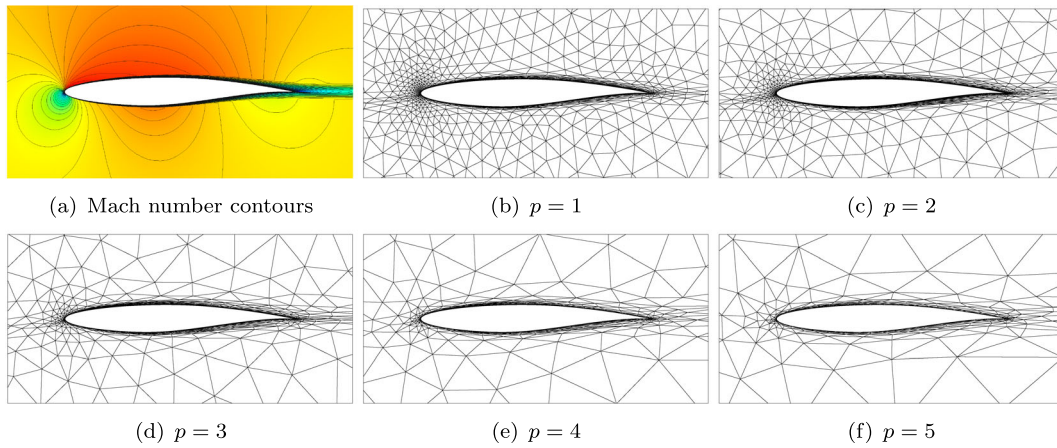 (a) Mach number contours
(b) p = 1
(c) p = 2
(d) p = 3
(e) p = 4
(f) p = 5